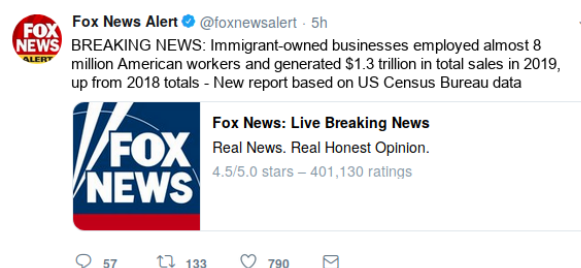 FOX
NEWS
ALERT
Fox News Alert @foxnewsalert · 5h
BREAKING NEWS: Immigrant-owned businesses employed almost 8
million American workers and generated $1.3 trillion in total sales in 2019,
up from 2018 totals - New report based on US Census Bureau data
FOX
NEWS
Fox News: Live Breaking News
Real News. Real Honest Opinion.
4.5/5.0 stars – 401,130 ratings
57 133 790